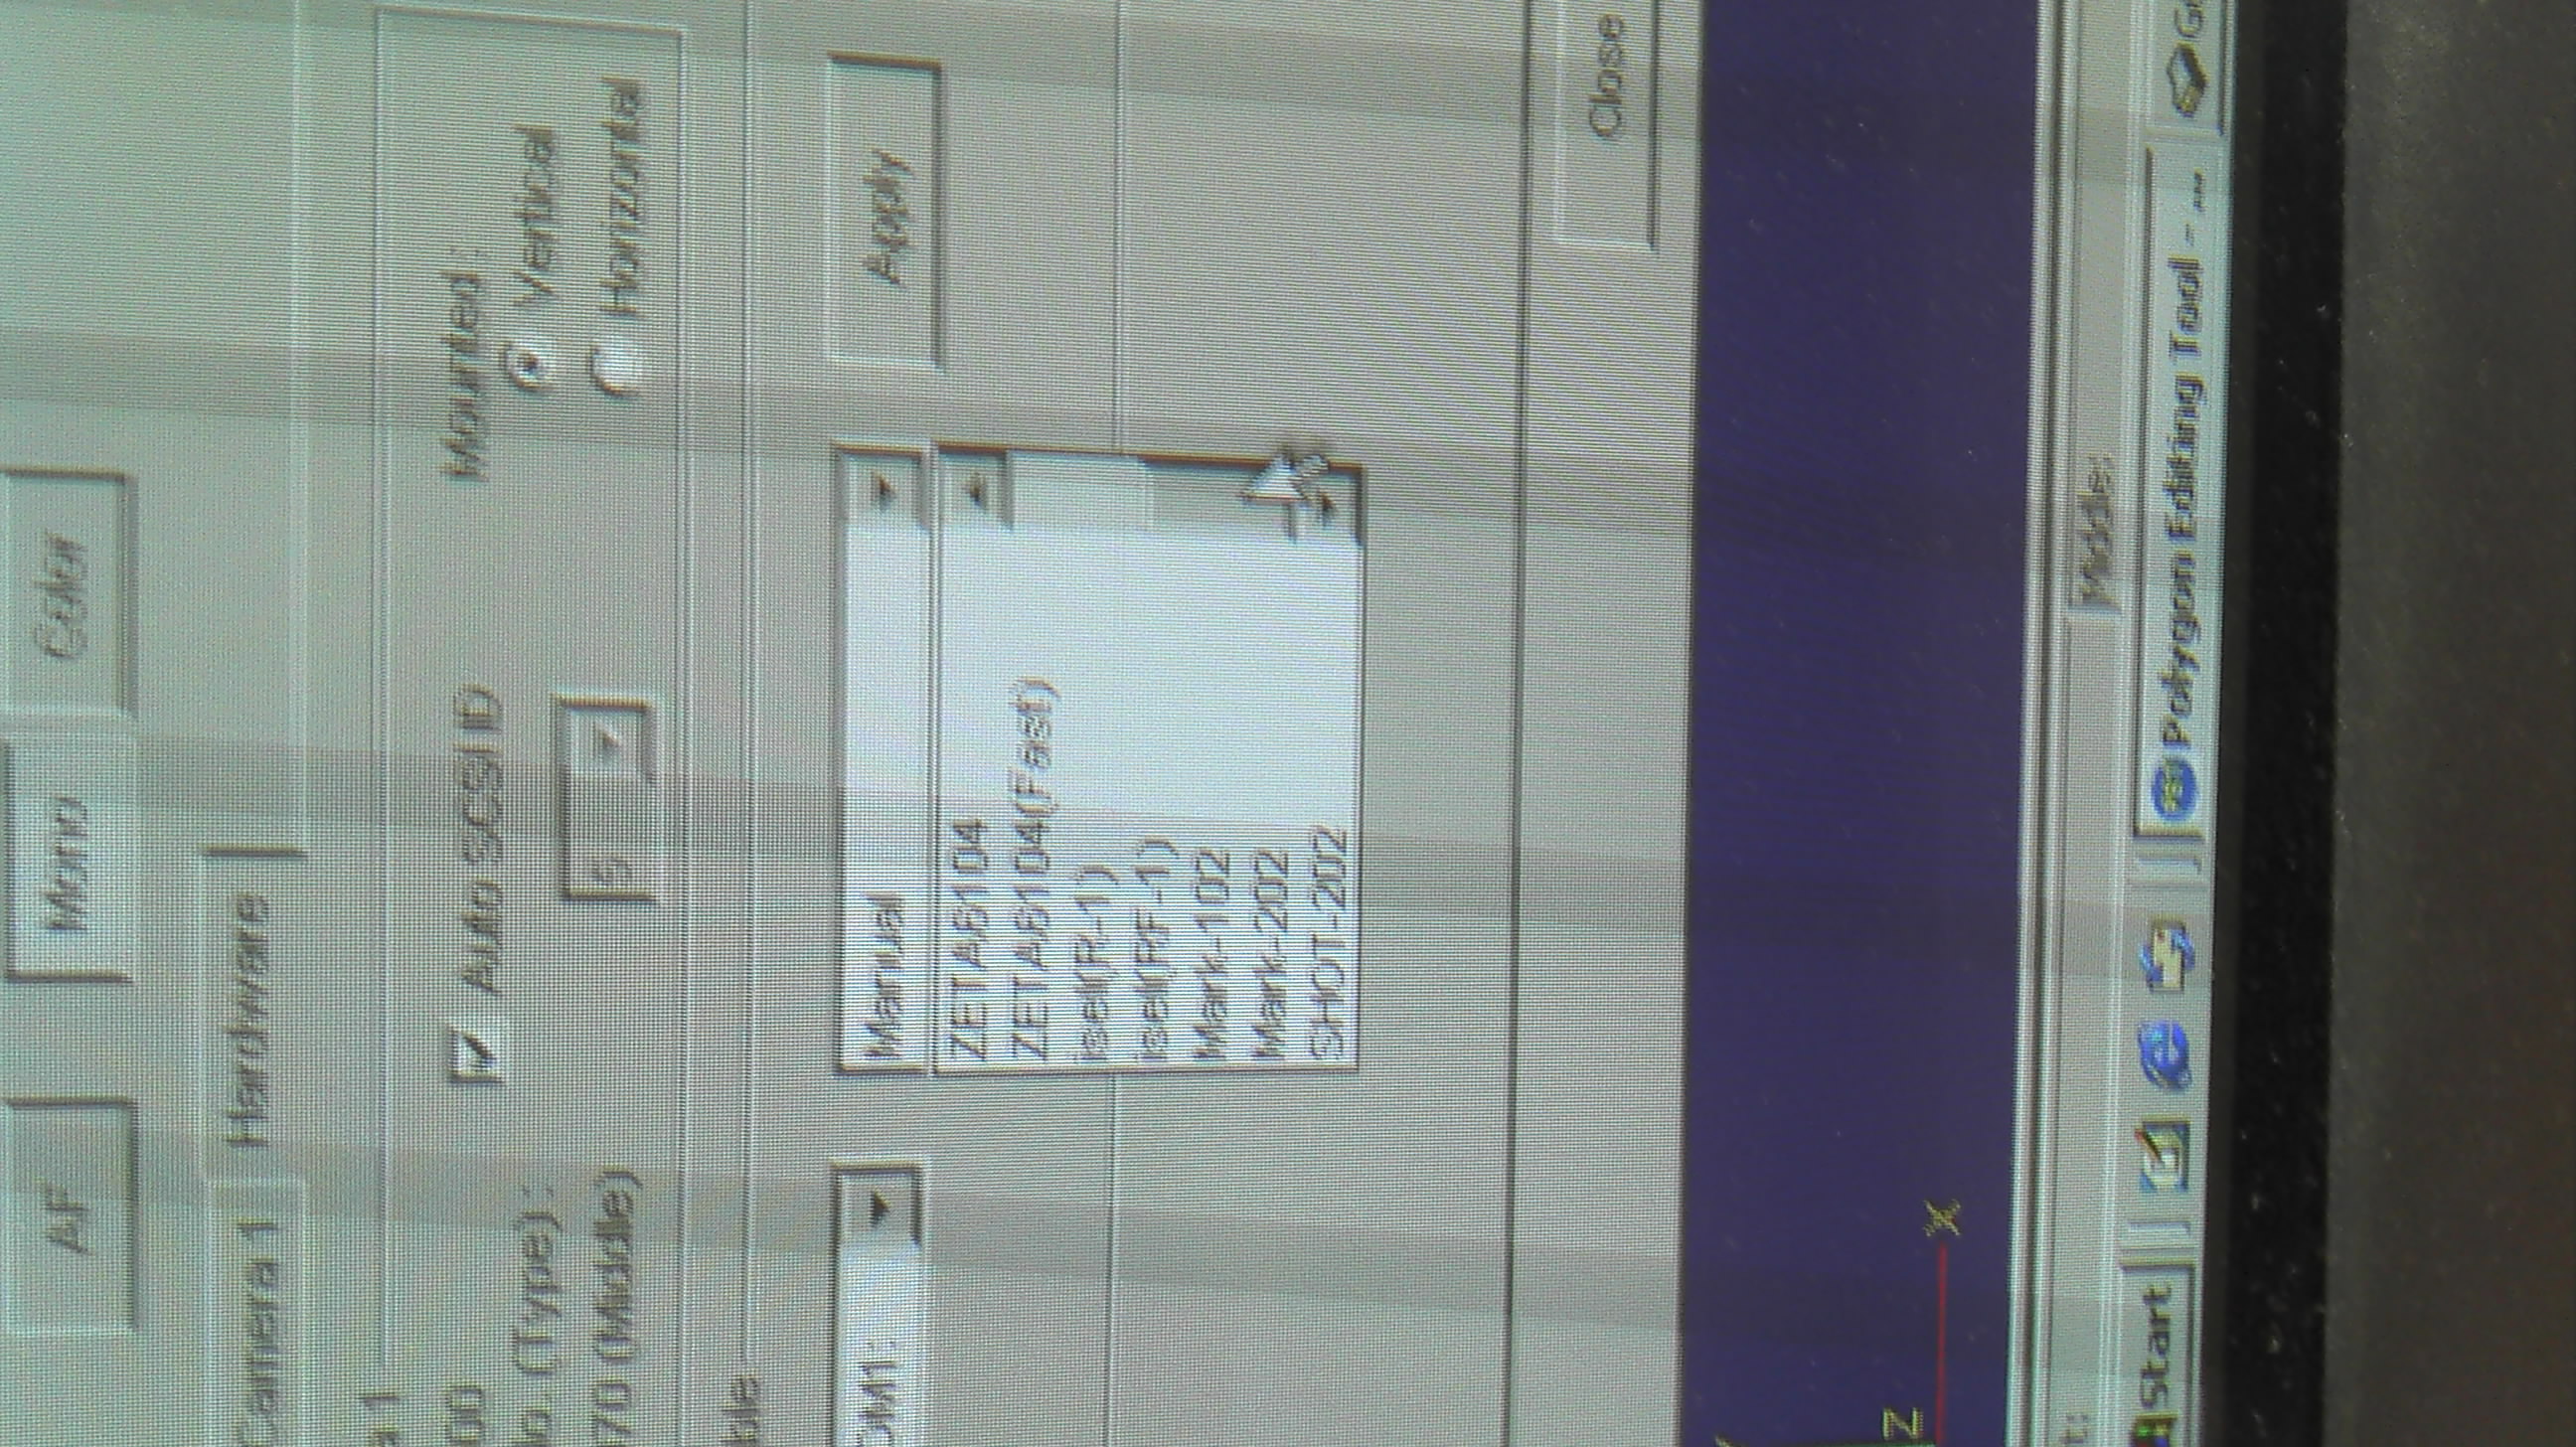 AF Mono Color
Camera 1 Hardware
a 1
00 Auto SCSI ID Mounted :
o. (Type) : Vertical
70 (Middle) 5 Horizontal
ble
OM1: Manual Apply
ZETA6104
ZETA6104(Fast)
isel(R-1)
isel(RF-1)
Mark-102
Mark-202
SHOT-202
Close
Y
Z
X
t: Middle:
Start Polygon Editing Tool - ...